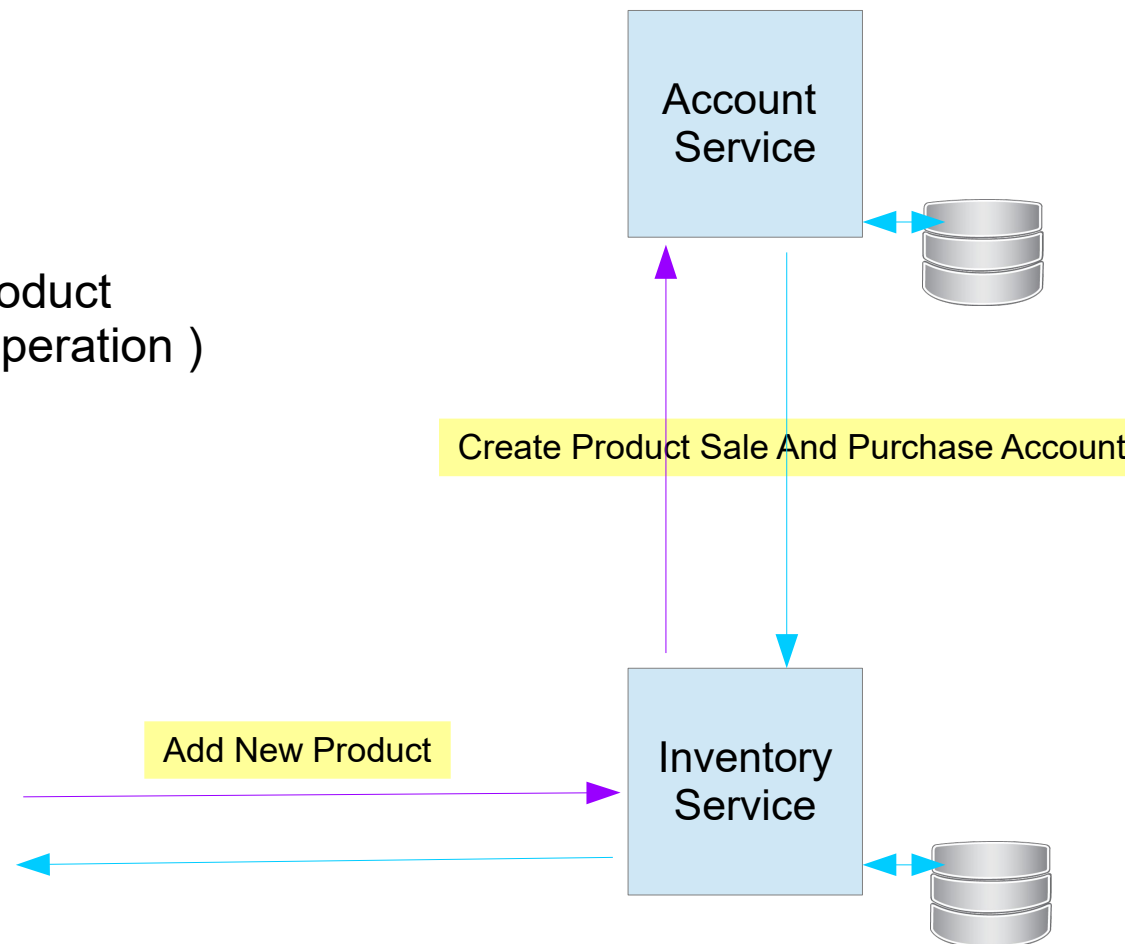 Account
Service
oduct
peration )
Create Product Sale And Purchase Account
Add New Product
Inventory
Service